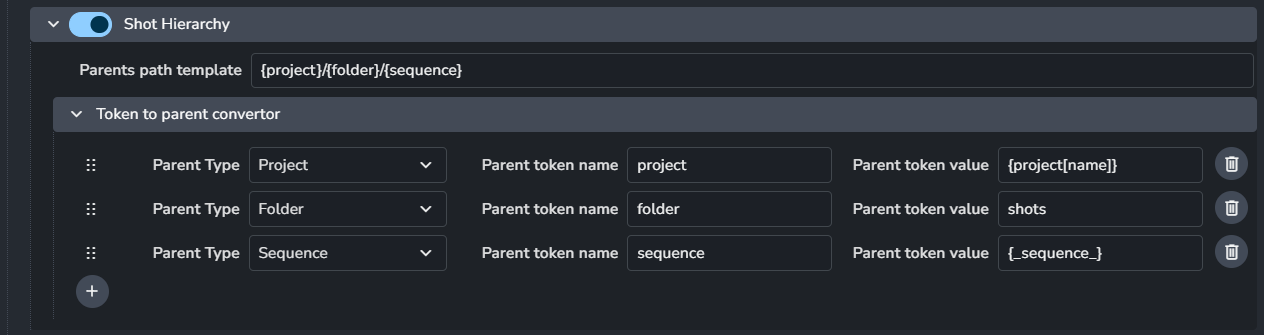 Shot Hierarchy
Parents path template {project}/{folder}/{sequence}
Token to parent convertor
Parent Type Project Parent token name project Parent token value {project[name]}
Parent Type Folder Parent token name folder Parent token value shots
Parent Type Sequence Parent token name sequence Parent token value {_sequence_}